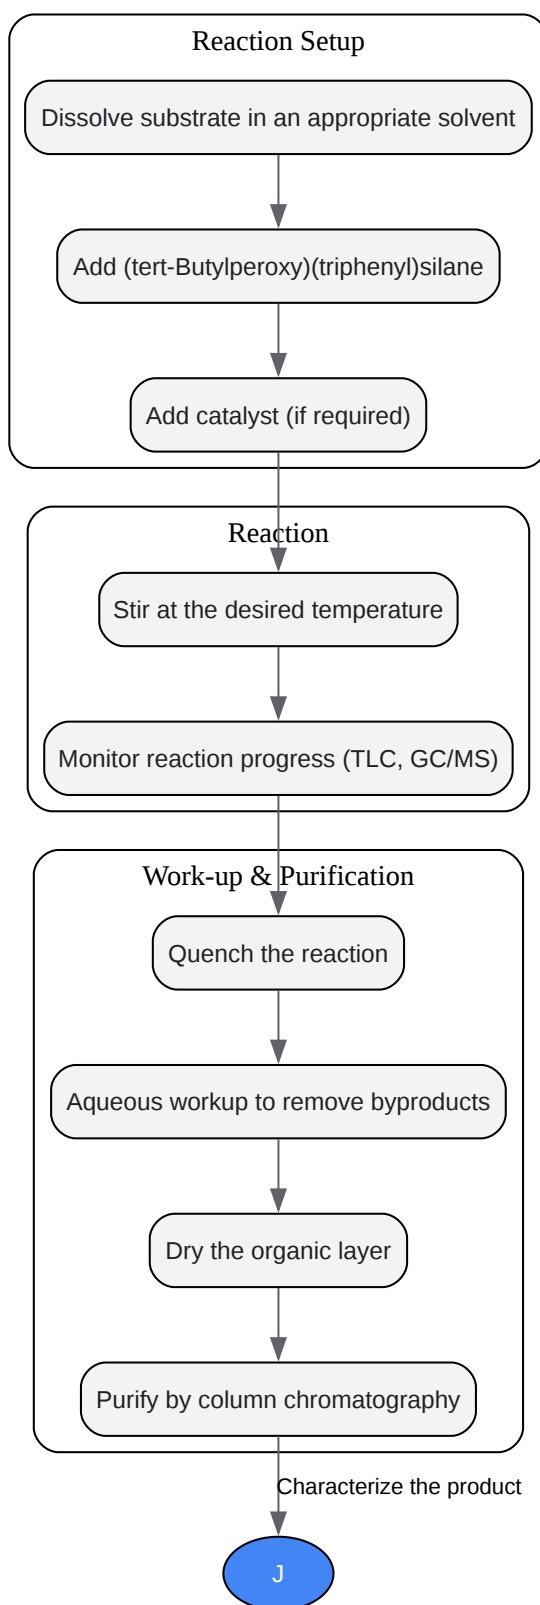 Reaction Setup
Dissolve substrate in an appropriate solvent
Add (tert-Butylperoxy)(triphenyl)silane
Add catalyst (if required)
Reaction
Stir at the desired temperature
Monitor reaction progress (TLC, GC/MS)
Work-up & Purification
Quench the reaction
Aqueous workup to remove byproducts
Dry the organic layer
Purify by column chromatography
Characterize the product
J